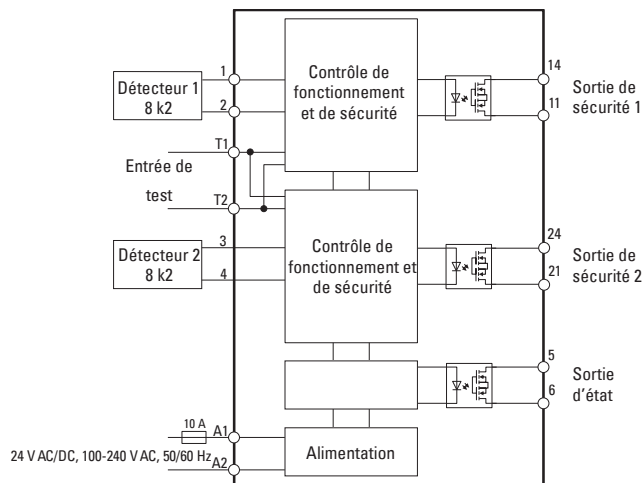 Détecteur 1
8 k2
1
2
Contrôle de
fonctionnement
et de sécurité
14
11
Sortie de
sécurité 1
Entrée de
test
T1
T2
Détecteur 2
8 k2
3
4
Contrôle de
fonctionnement et
de sécurité
24
21
Sortie de
sécurité 2
5
6
Sortie
d'état
10 A
A1
24 V AC/DC, 100-240 V AC, 50/60 Hz
A2
Alimentation